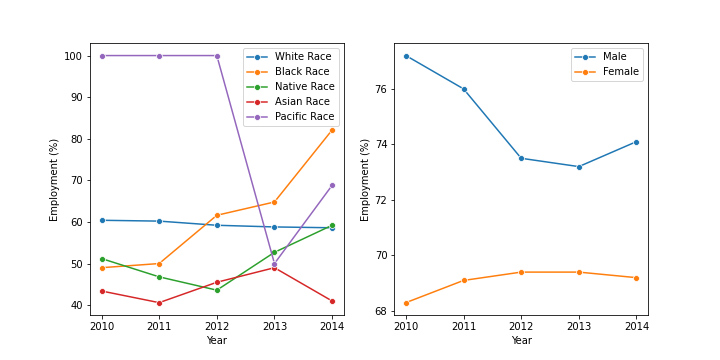 Employment (%)
100
90
80
70
60
50
40
2010 2011 2012 2013 2014
Year
White Race
Black Race
Native Race
Asian Race
Pacific Race
Employment (%)
76
74
72
70
68
2010 2011 2012 2013 2014
Year
Male
Female